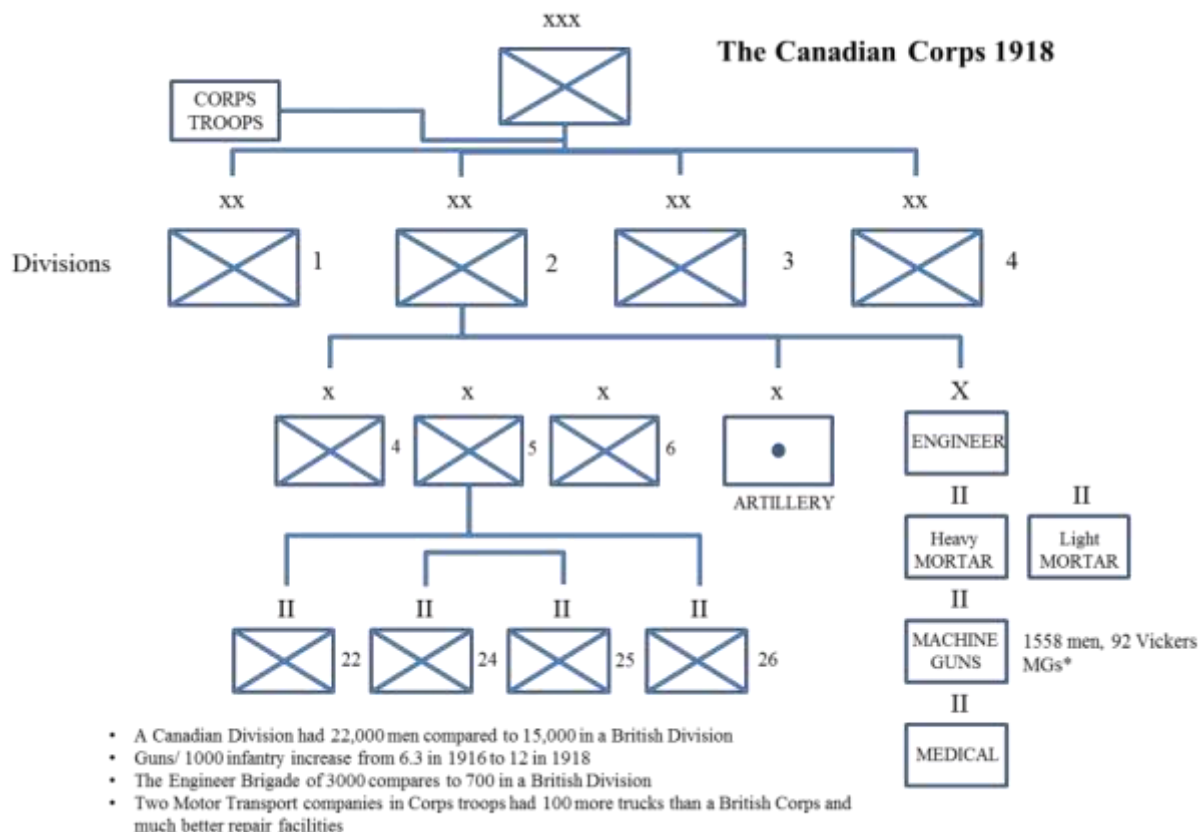 xxx
The Canadian Corps 1918
CORPS
TROOPS
xx xx xx xx
Divisions 1 2 3 4
x x x x X
4 5 6 ENGINEER
ARTILLERY
II II
Heavy
MORTAR
Light
MORTAR
II II II II II
22 24 25 26
MACHINE
GUNS
1558 men, 92 Vickers
MGs*
II
MEDICAL
• A Canadian Division had 22,000 men compared to 15,000 in a British Division
• Guns/ 1000 infantry increase from 6.3 in 1916 to 12 in 1918
• The Engineer Brigade of 3000 compares to 700 in a British Division
• Two Motor Transport companies in Corps troops had 100 more trucks than a British Corps and
much better repair facilities